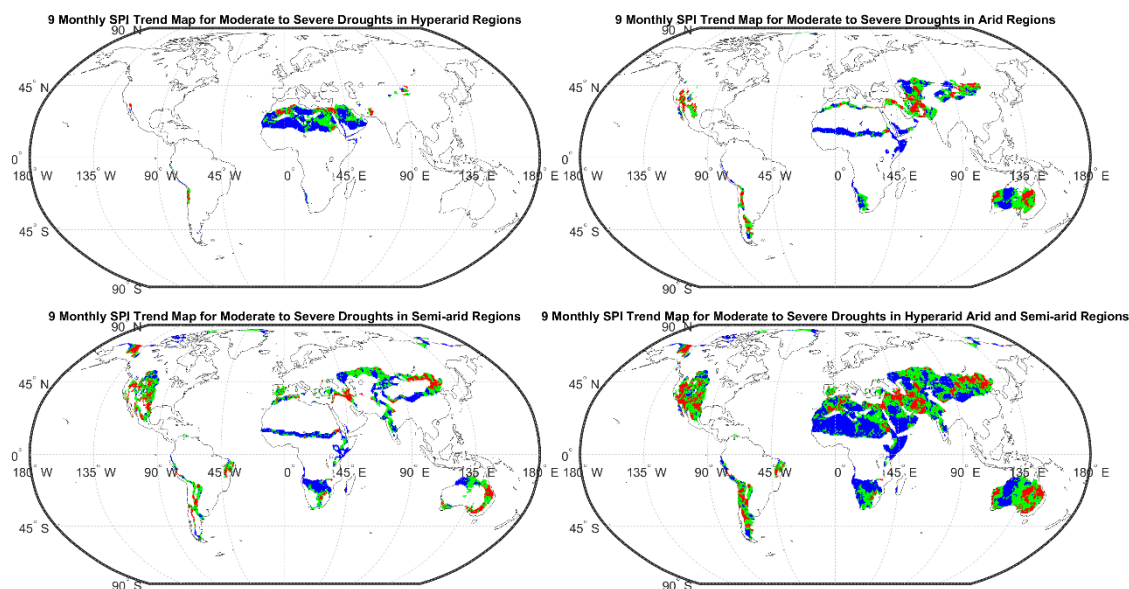 9 Monthly SPI Trend Map for Moderate to Severe Droughts in Hyperarid Regions
90° N
45° N
0°
180° W 135° W 90° W 45° W 0° 45° E 90° E 135° E 180° E
45° S
90° S
9 Monthly SPI Trend Map for Moderate to Severe Droughts in Arid Regions
90° N
45° N
0°
180° W 135° W 90° W 45° W 0° 45° E 90° E 135° E 180° E
45° S
90° S
9 Monthly SPI Trend Map for Moderate to Severe Droughts in Semi-arid Regions
90° N
45° N
0°
180° W 135° W 90° W 45° W 0° 45° E 90° E 135° E 180° E
45° S
90° S
9 Monthly SPI Trend Map for Moderate to Severe Droughts in Hyperarid Arid and Semi-arid Regions
90° N
45° N
0°
180° W 135° W 90° W 45° W 0° 45° E 90° E 135° E 180° E
45° S
90° S